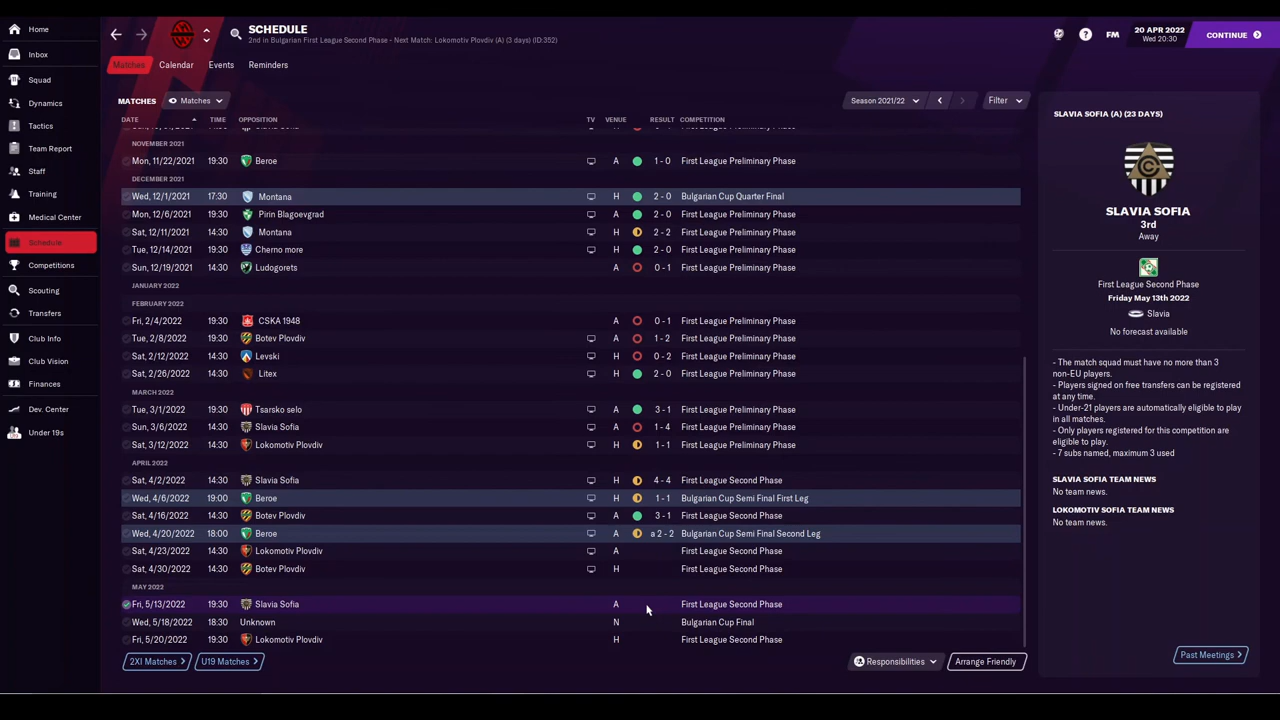 Home
SCHEDULE
2nd in Bulgarian First League Second Phase - Next Match: Lokomotiv Plovdiv (A) (3 days) (ID:352)
FM
20 APR 2022
Wed 20:30
CONTINUE
Inbox
Squad
Dynamics
Tactics
Team Report
Staff
Training
Medical Center
Schedule
Competitions
Scouting
Transfers
Club Info
Club Vision
Finances
Dev. Center
Under 19s
Matches Calendar Events Reminders
MATCHES Matches Season 2021/22 Filter
DATE TIME OPPOSITION TV VENUE RESULT COMPETITION
NOVEMBER 2021
Mon, 11/22/2021 19:30 Beroe A 1 - 0 First League Preliminary Phase
DECEMBER 2021
Wed, 12/1/2021 17:30 Montana H 2 - 0 Bulgarian Cup Quarter Final
Mon, 12/6/2021 19:30 Pirin Blagoevgrad A 2 - 0 First League Preliminary Phase
Sat, 12/11/2021 14:30 Montana H 2 - 2 First League Preliminary Phase
Tue, 12/14/2021 19:30 Cherno more H 2 - 0 First League Preliminary Phase
Sun, 12/19/2021 14:30 Ludogorets A 0 - 1 First League Preliminary Phase
JANUARY 2022
FEBRUARY 2022
Fri, 2/4/2022 19:30 CSKA 1948 A 0 - 1 First League Preliminary Phase
Tue, 2/8/2022 19:30 Botev Plovdiv A 1 - 2 First League Preliminary Phase
Sat, 2/12/2022 14:30 Levski H 0 - 2 First League Preliminary Phase
Sat, 2/26/2022 14:30 Litex H 2 - 0 First League Preliminary Phase
MARCH 2022
Tue, 3/1/2022 19:30 Tsarsko selo A 3 - 1 First League Preliminary Phase
Sun, 3/6/2022 14:30 Slavia Sofia A 1 - 4 First League Preliminary Phase
Sat, 3/12/2022 14:30 Lokomotiv Plovdiv H 1 - 1 First League Preliminary Phase
APRIL 2022
Sat, 4/2/2022 14:30 Slavia Sofia H 4 - 4 First League Second Phase
Wed, 4/6/2022 19:00 Beroe H 1 - 1 Bulgarian Cup Semi Final First Leg
Sat, 4/16/2022 14:30 Botev Plovdiv A 3 - 1 First League Second Phase
Wed, 4/20/2022 18:00 Beroe A a 2 - 2 Bulgarian Cup Semi Final Second Leg
Sat, 4/23/2022 14:30 Lokomotiv Plovdiv A First League Second Phase
Sat, 4/30/2022 14:30 Botev Plovdiv H First League Second Phase
MAY 2022
Fri, 5/13/2022 19:30 Slavia Sofia A First League Second Phase
Wed, 5/18/2022 18:30 Unknown N Bulgarian Cup Final
Fri, 5/20/2022 19:30 Lokomotiv Plovdiv H First League Second Phase
2XI Matches U19 Matches Responsibilities Arrange Friendly
SLAVIA SOFIA (A) (23 DAYS)
SLAVIA SOFIA
3rd
Away
First League Second Phase
Friday May 13th 2022
Slavia
No forecast available
- The match squad must have no more than 3
non-EU players.
- Players signed on free transfers can be registered
at any time.
- Under-21 players are automatically eligible to play
in all matches.
- Only players registered for this competition are
eligible to play.
- 7 subs named, maximum 3 used
SLAVIA SOFIA TEAM NEWS
No team news.
LOKOMOTIV SOFIA TEAM NEWS
No team news.
Past Meetings